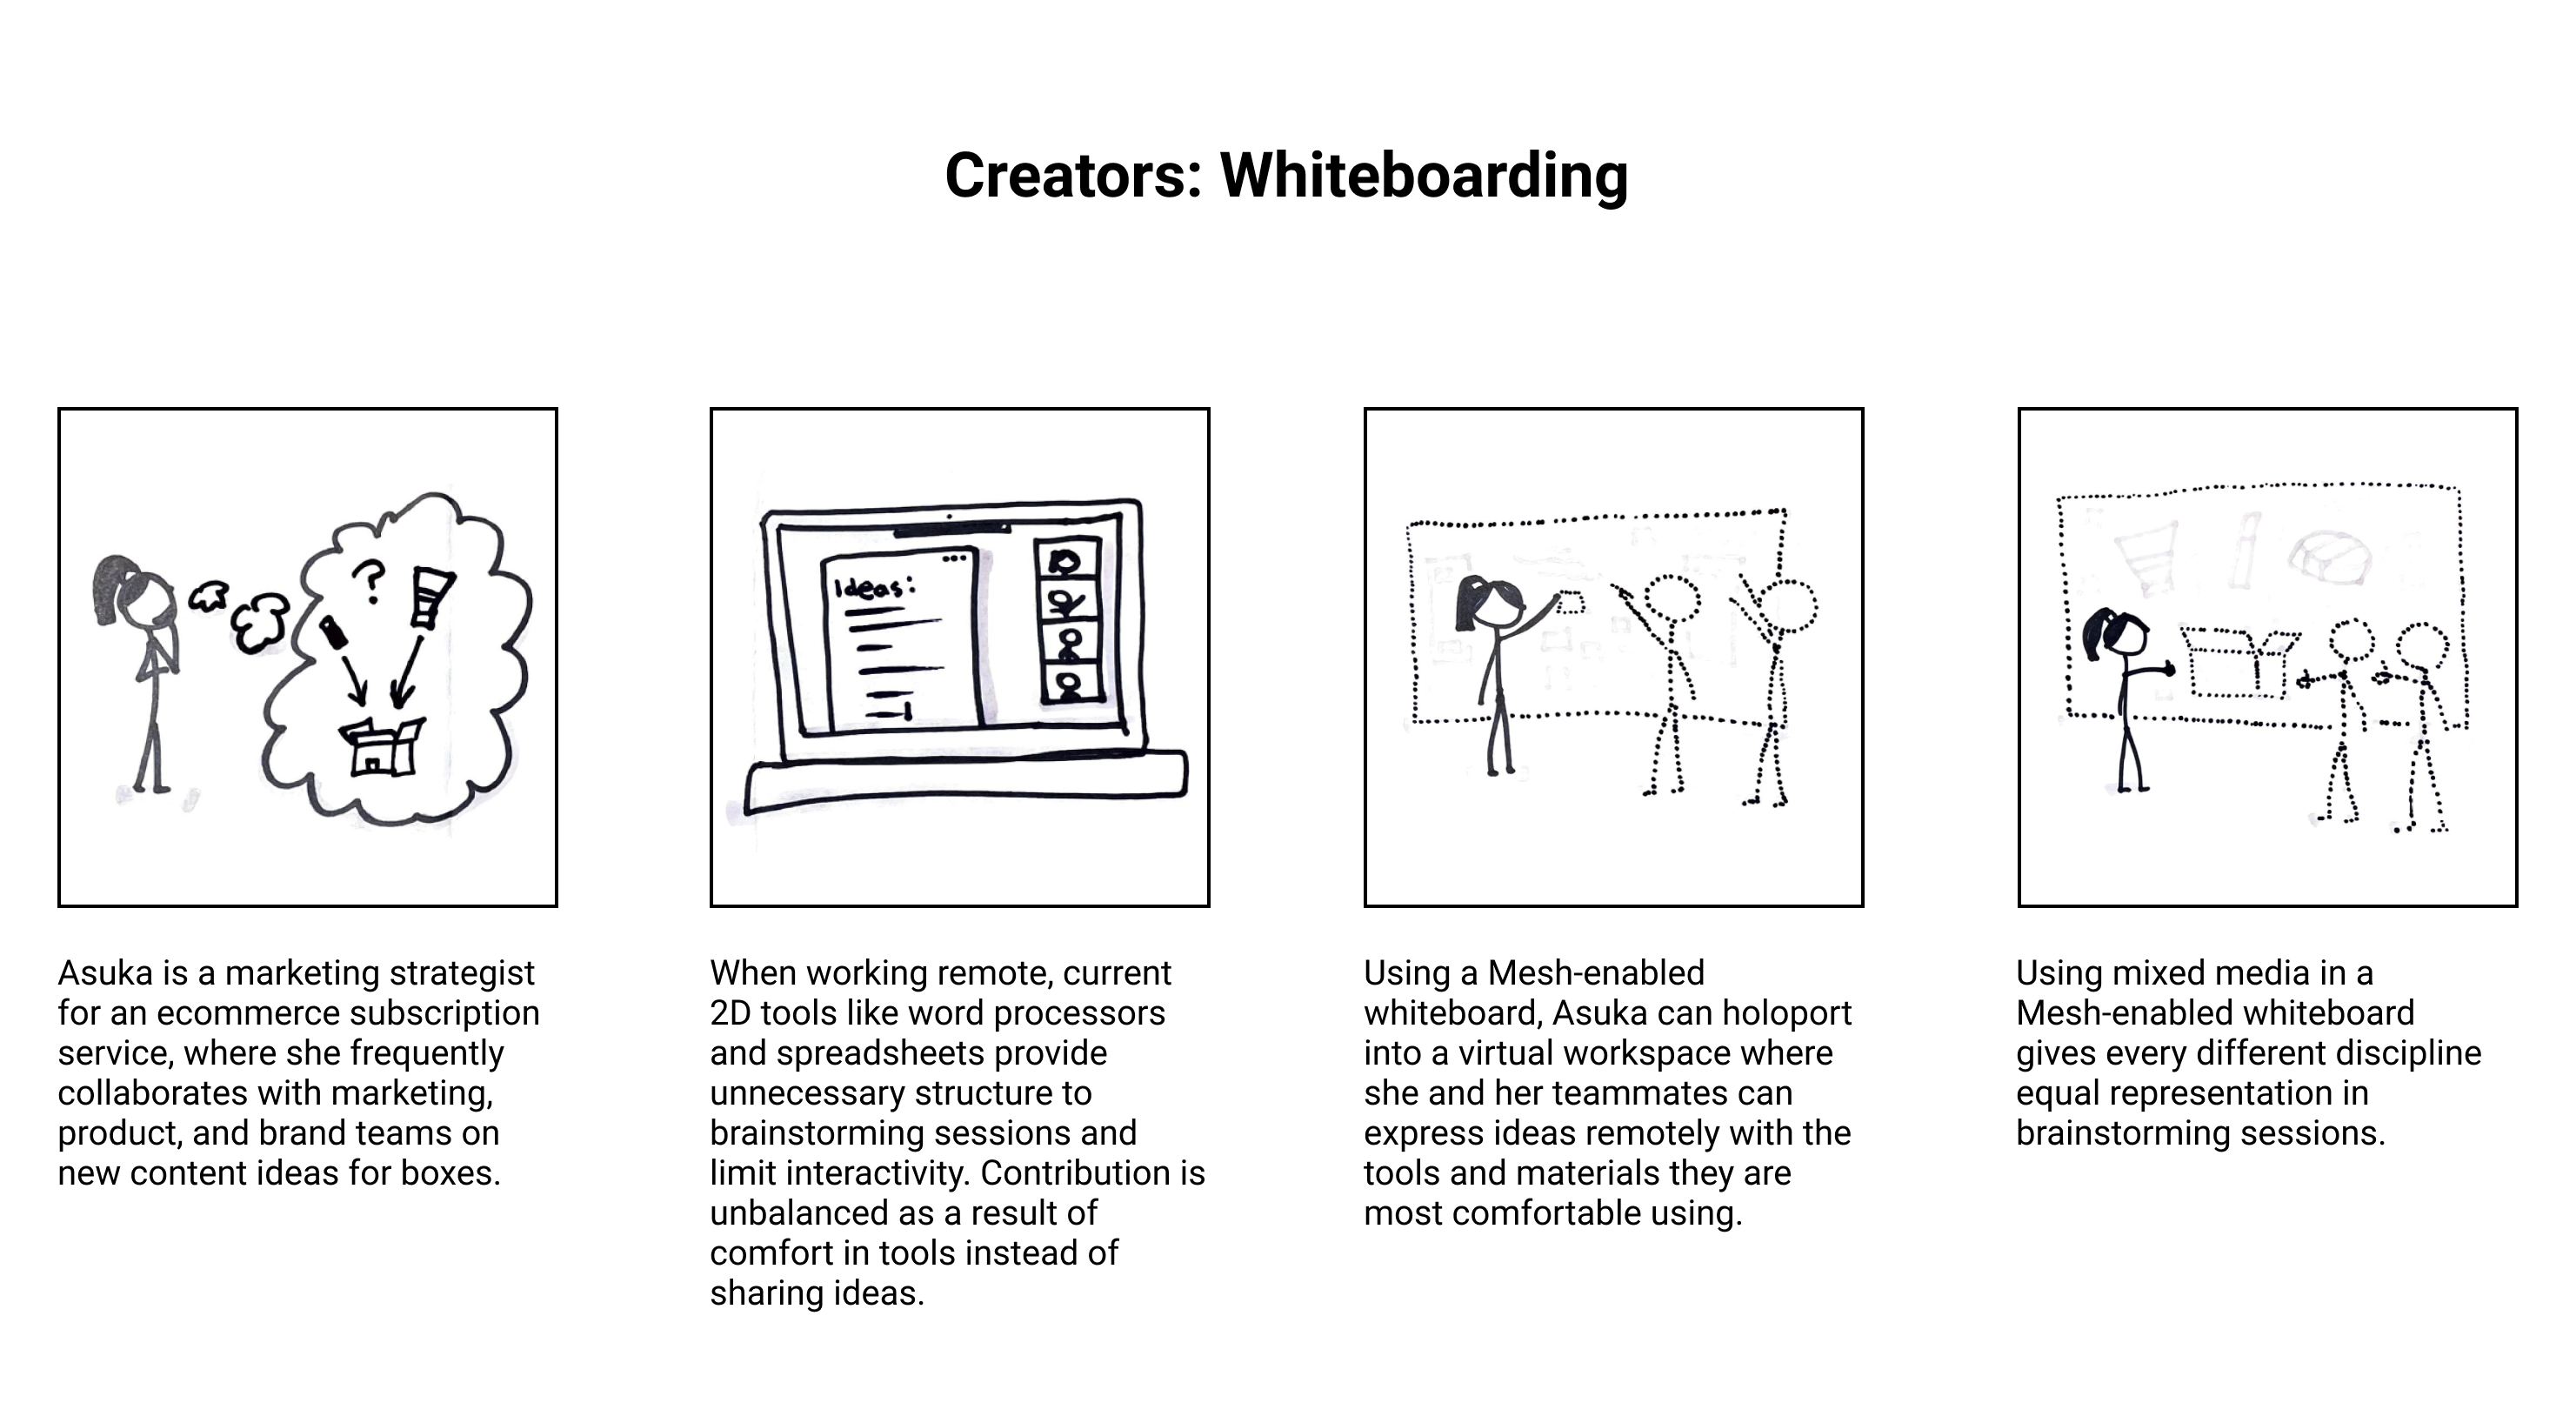 Creators: Whiteboarding
?
Ideas:
Asuka is a marketing strategist
for an ecommerce subscription
service, where she frequently
collaborates with marketing,
product, and brand teams on
new content ideas for boxes.
When working remote, current
2D tools like word processors
and spreadsheets provide
unnecessary structure to
brainstorming sessions and
limit interactivity. Contribution is
unbalanced as a result of
comfort in tools instead of
sharing ideas.
Using a Mesh-enabled
whiteboard, Asuka can holoport
into a virtual workspace where
she and her teammates can
express ideas remotely with the
tools and materials they are
most comfortable using.
Using mixed media in a
Mesh-enabled whiteboard
gives every different discipline
equal representation in
brainstorming sessions.